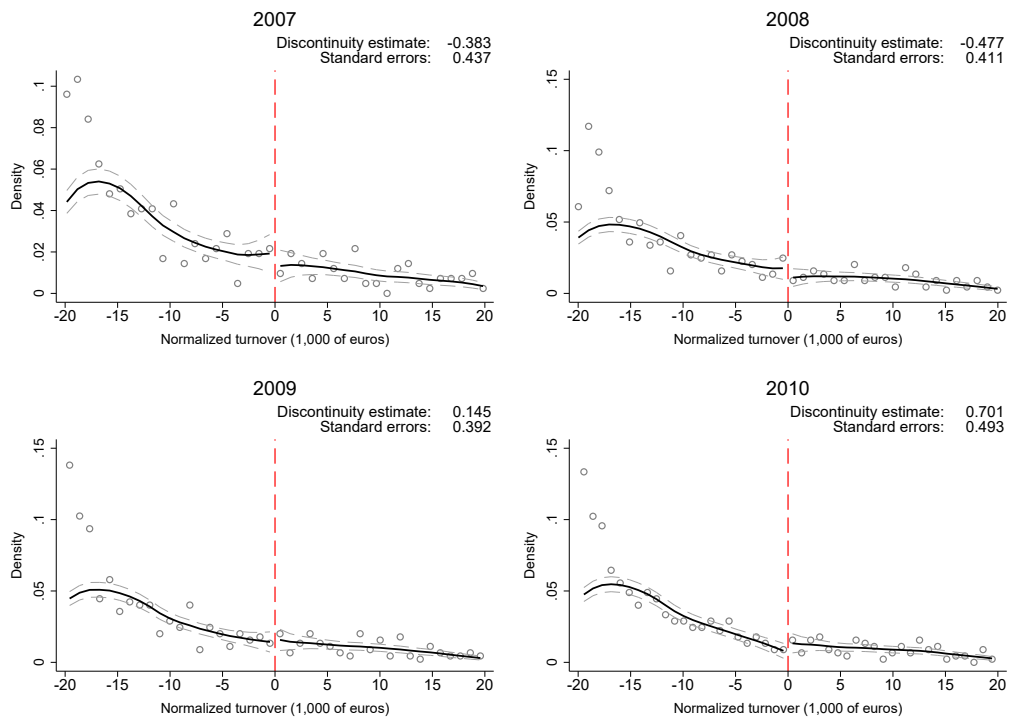 2007
Discontinuity estimate: -0.383
Standard errors: 0.437
Density
0 .02 .04 .06 .08 .1
-20 -15 -10 -5 0 5 10 15 20
Normalized turnover (1,000 of euros)
2008
Discontinuity estimate: -0.477
Standard errors: 0.411
Density
0 .05 .1 .15
-20 -15 -10 -5 0 5 10 15 20
Normalized turnover (1,000 of euros)
2009
Discontinuity estimate: 0.145
Standard errors: 0.392
Density
0 .05 .1 .15
-20 -15 -10 -5 0 5 10 15 20
Normalized turnover (1,000 of euros)
2010
Discontinuity estimate: 0.701
Standard errors: 0.493
Density
0 .05 .1 .15
-20 -15 -10 -5 0 5 10 15 20
Normalized turnover (1,000 of euros)